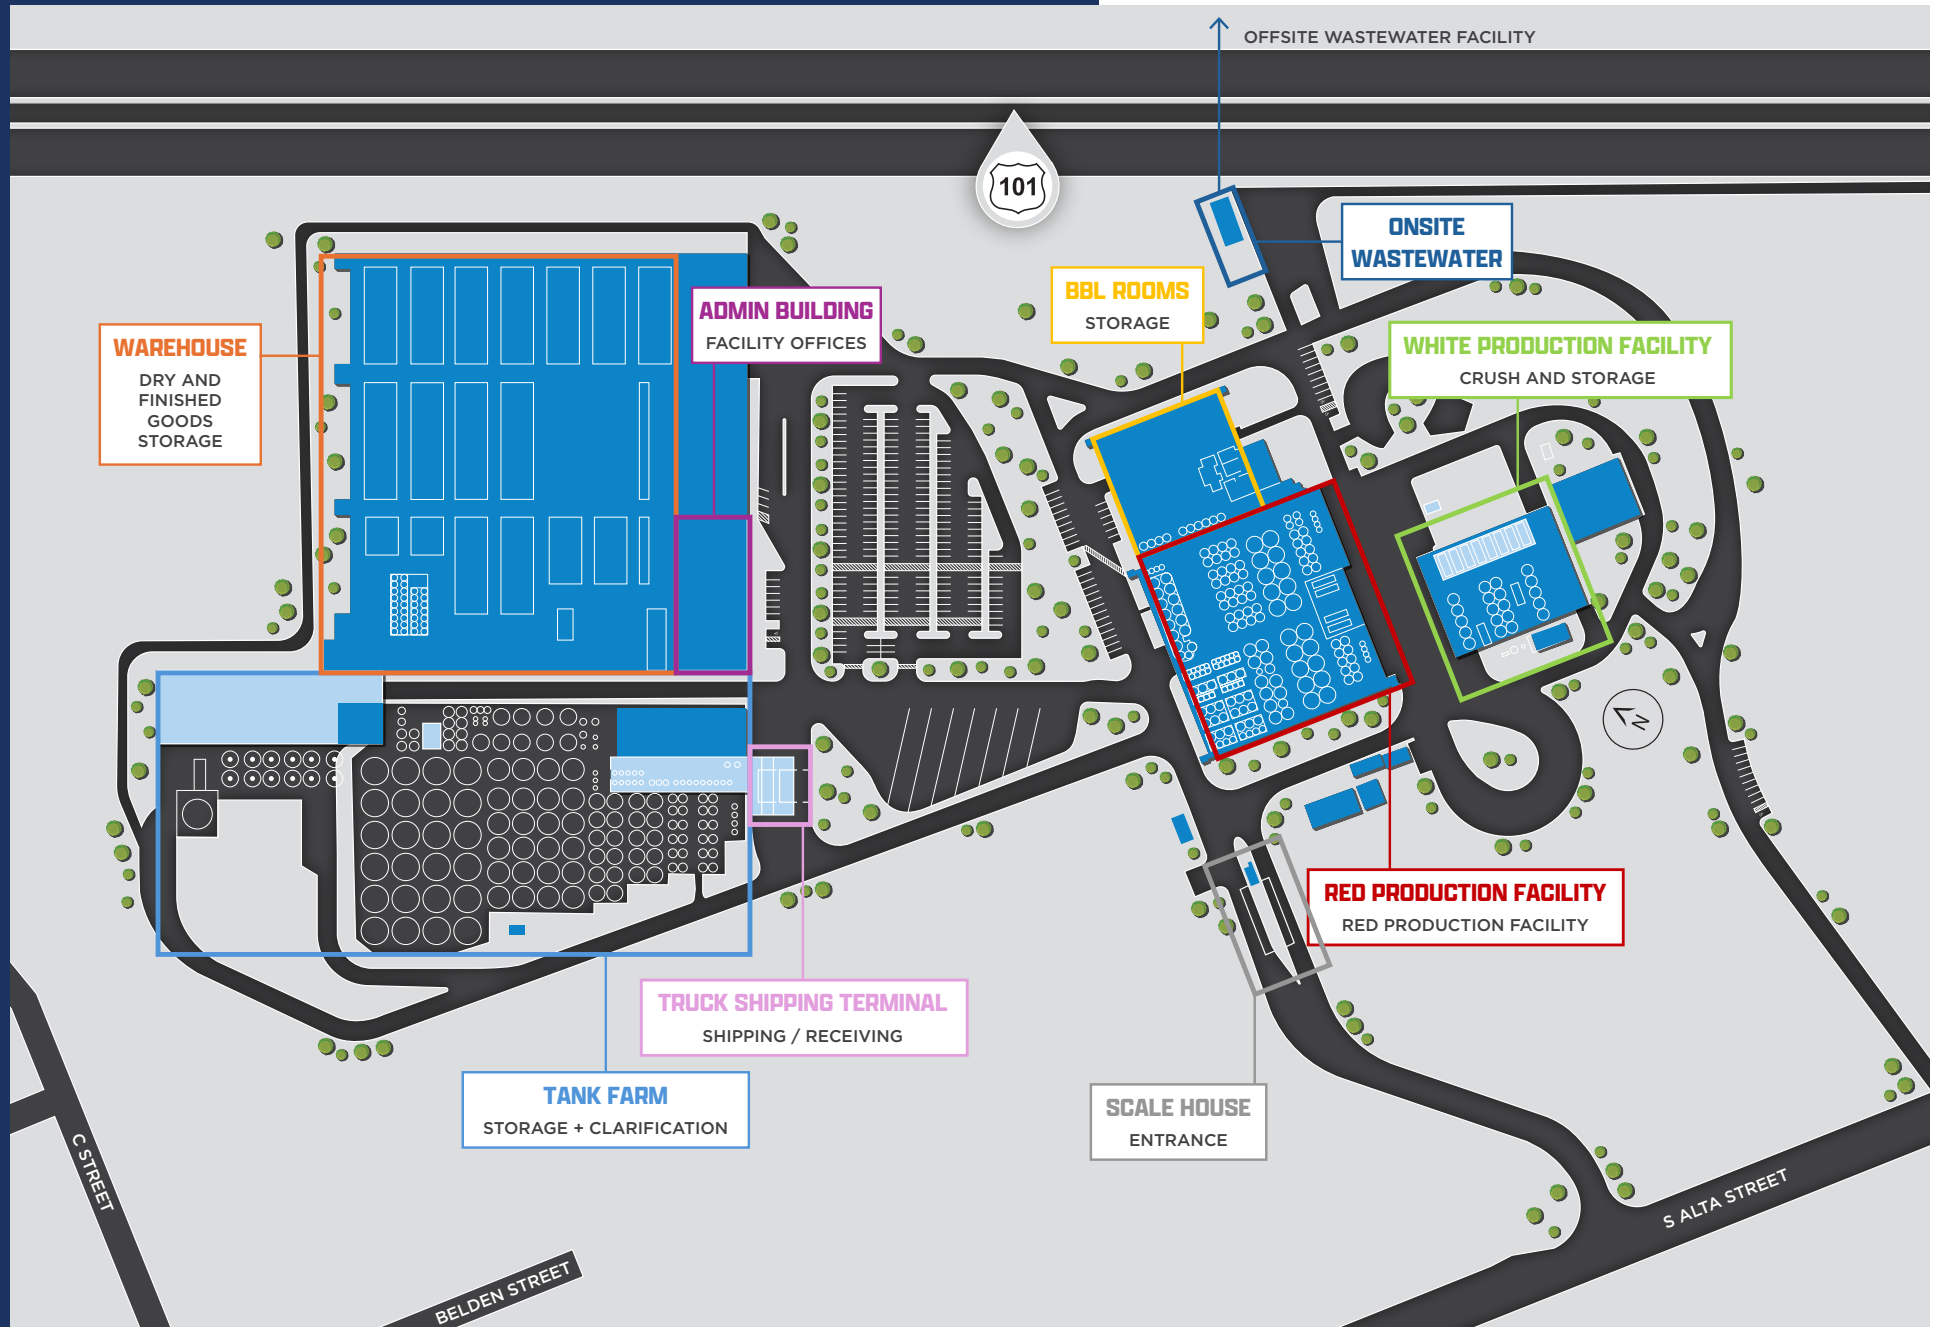 OFFSITE WASTEWATER FACILITY
101
ONSITE
WASTEWATER
BBL ROOMS
STORAGE
ADMIN BUILDING
FACILITY OFFICES
WAREHOUSE
DRY AND
FINISHED
GOODS
STORAGE
WHITE PRODUCTION FACILITY
CRUSH AND STORAGE
N
RED PRODUCTION FACILITY
RED PRODUCTION FACILITY
TRUCK SHIPPING TERMINAL
SHIPPING / RECEIVING
TANK FARM
STORAGE + CLARIFICATION
SCALE HOUSE
ENTRANCE
C STREET
S ALTA STREET
BELDEN STREET